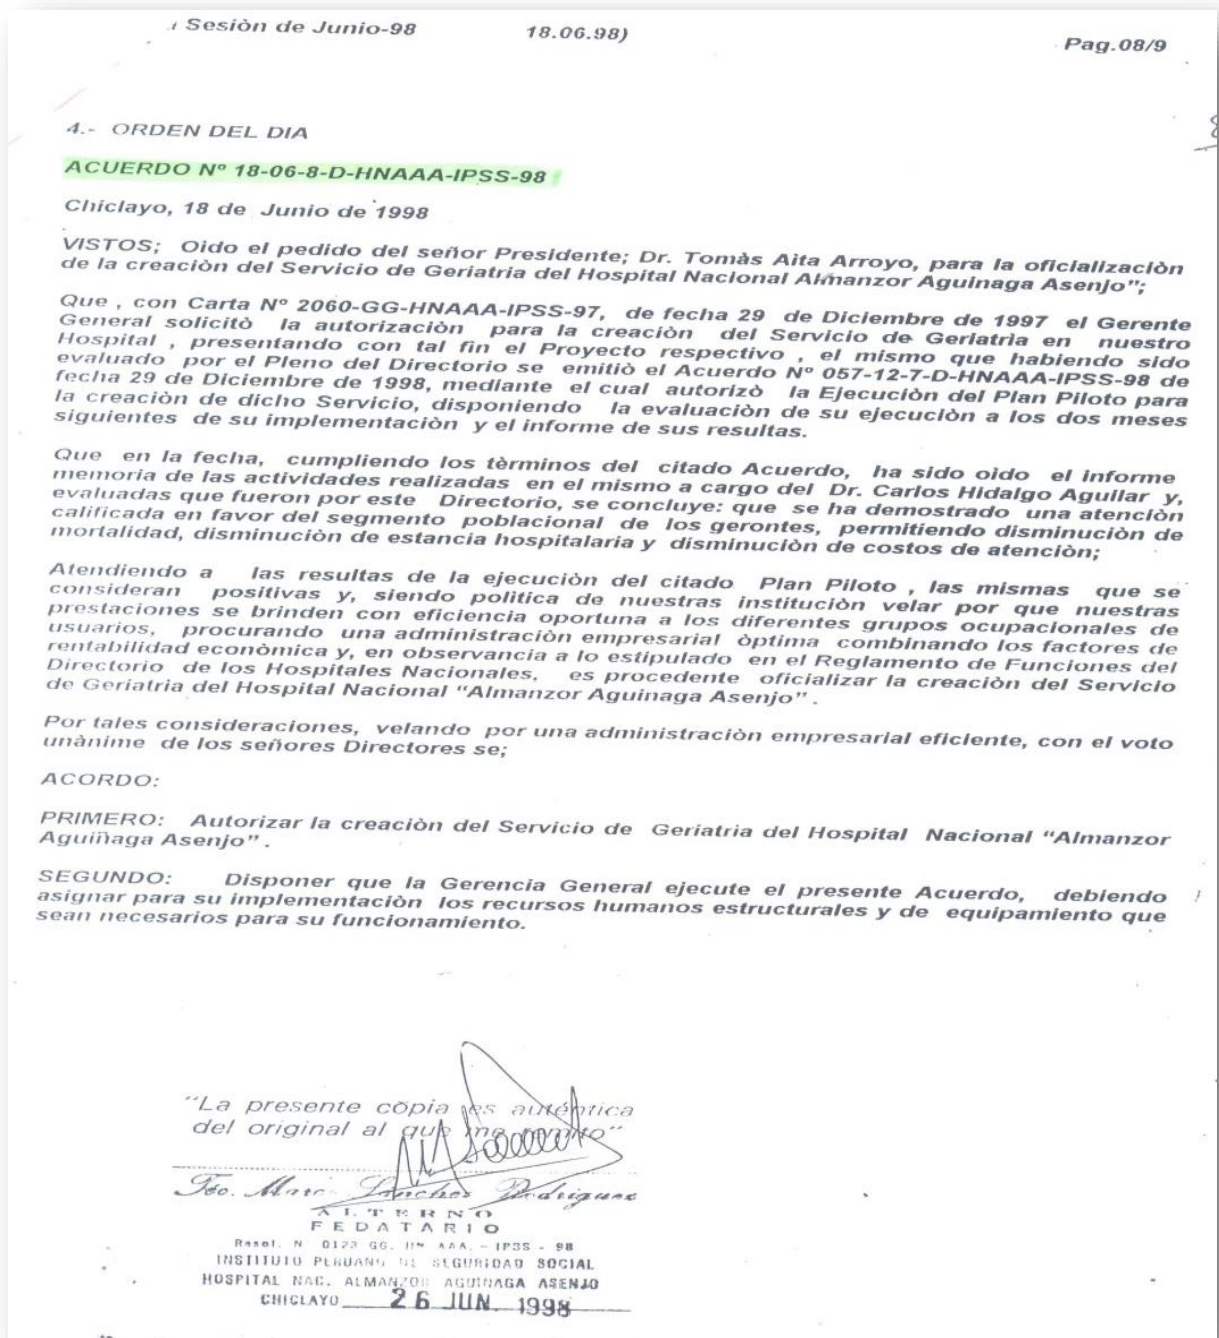 Sesiòn de Junio-98 18.06.98)
Pag.08/9
4.- ORDEN DEL DIA
ACUERDO Nº 18-06-8-D-HNAAA-IPSS-98
Chiclayo, 18 de Junio de 1998
VISTOS; Oido el pedido del señor Presidente; Dr. Tomàs Aita Arroyo, para la oficializaciòn
de la creaciòn del Servicio de Geriatria del Hospital Nacional Almanzor Aguinaga Asenjo";
Que , con Carta Nº 2060-GG-HNAAA-IPSS-97, de fecha 29 de Diciembre de 1997 el Gerente
General solicitò la autorizaciòn para la creaciòn del Servicio de Geriatria en nuestro
Hospital , presentando con tal fin el Proyecto respectivo , el mismo que habiendo sido
evaluado por el Pleno del Directorio se emitiò el Acuerdo Nº 057-12-7-D-HNAAA-IPSS-98 de
fecha 29 de Diciembre de 1998, mediante el cual autorizò la Ejecuciòn del Plan Piloto para
la creaciòn de dicho Servicio, disponiendo la evaluaciòn de su ejecuciòn a los dos meses
siguientes de su implementaciòn y el informe de sus resultas.
Que en la fecha, cumpliendo los tèrminos del citado Acuerdo, ha sido oido el informe
memoria de las actividades realizadas en el mismo a cargo del Dr. Carlos Hidalgo Aguilar y,
evaluadas que fueron por este Directorio, se concluye: que se ha demostrado una atenciòn
calificada en favor del segmento poblacional de los gerontes, permitiendo disminuciòn de
mortalidad, disminuciòn de estancia hospitalaria y disminuciòn de costos de atenciòn;
Atendiendo a las resultas de la ejecuciòn del citado Plan Piloto , las mismas que se
consideran positivas y, siendo politica de nuestras instituciòn velar por que nuestras
prestaciones se brinden con eficiencia oportuna a los diferentes grupos ocupacionales de
usuarios, procurando una administraciòn empresarial òptima combinando los factores de
rentabilidad econòmica y, en observancia a lo estipulado en el Reglamento de Funciones del
Directorio de los Hospitales Nacionales, es procedente oficializar la creaciòn del Servicio
de Geriatria del Hospital Nacional "Almanzor Aguinaga Asenjo" .
Por tales consideraciones, velando por una administraciòn empresarial eficiente, con el voto
unànime de los señores Directores se;
ACORDO:
PRIMERO: Autorizar la creaciòn del Servicio de Geriatria del Hospital Nacional "Almanzor
Aguinaga Asenjo" .
SEGUNDO: Disponer que la Gerencia General ejecute el presente Acuerdo, debiendo
asignar para su implementaciòn los recursos humanos estructurales y de equipamiento que
sean necesarios para su funcionamiento.
"La presente copia es auténtica
del original al que me remito"
Sánchez Rodríguez
ALTERNO
FEDATARIO
Resol. N 0123 GG. HN AAA. - IPSS - 98
INSTITUTO PERUANO DE SEGURIDAD SOCIAL
HOSPITAL NAC. ALMANZOR AGUINAGA ASENJO
CHICLAYO 26 JUN. 1998